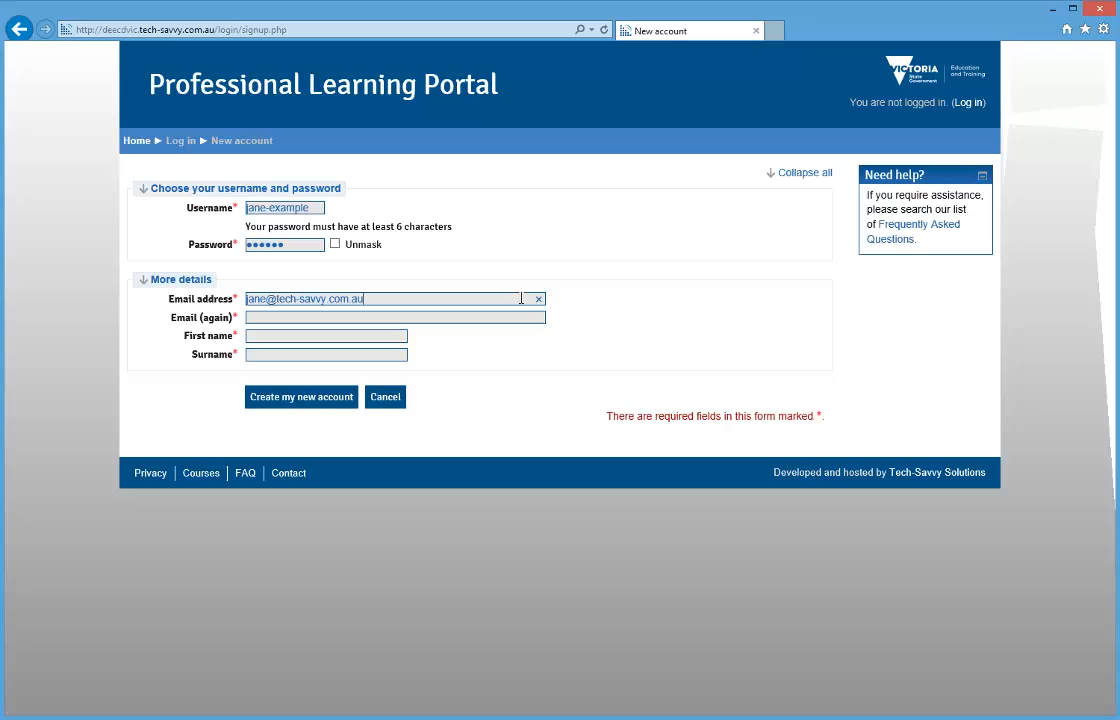 http://deecdvic.tech-savvy.com.au/login/signup.php
New account
Professional Learning Portal
VICTORIA
State
Government
Education
and Training
You are not logged in. (Log in)
Home ► Log in ► New account
Collapse all
Choose your username and password
Username*
jane-example
Your password must have at least 6 characters
Password*
••••••
Unmask
More details
Email address*
jane@tech-savvy.com.au
Email (again)*
First name*
Surname*
Create my new account
Cancel
There are required fields in this form marked *.
Need help?
If you require assistance,
please search our list
of Frequently Asked
Questions.
Privacy | Courses | FAQ | Contact
Developed and hosted by Tech-Savvy Solutions